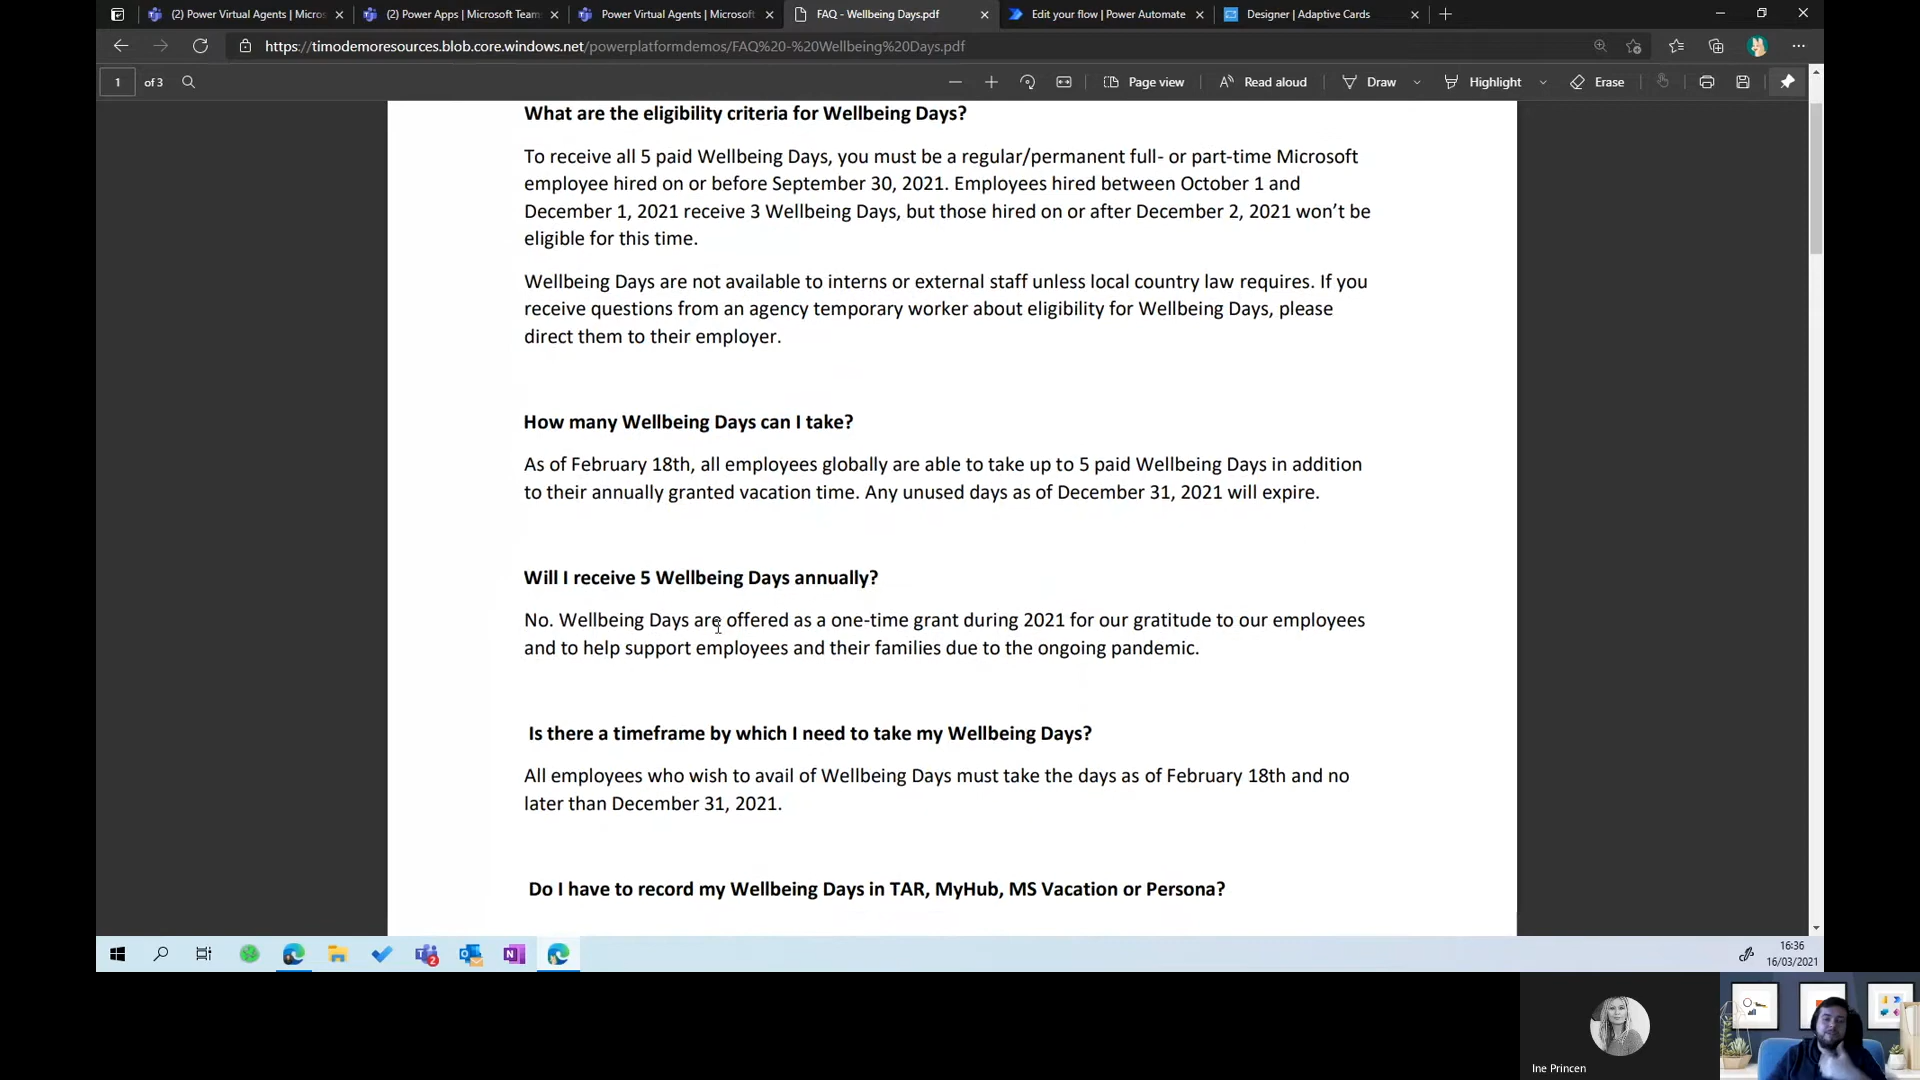 (2) Power Virtual Agents | Micros
(2) Power Apps | Microsoft Team
Power Virtual Agents | Microsoft
FAQ - Wellbeing Days.pdf
Edit your flow | Power Automate
Designer | Adaptive Cards
https://timodemoresources.blob.core.windows.net/powerplatformdemos/FAQ%20-%20Wellbeing%20Days.pdf
1 of 3
Page view
Read aloud
Draw
Highlight
Erase
What are the eligibility criteria for Wellbeing Days?
To receive all 5 paid Wellbeing Days, you must be a regular/permanent full- or part-time Microsoft
employee hired on or before September 30, 2021. Employees hired between October 1 and
December 1, 2021 receive 3 Wellbeing Days, but those hired on or after December 2, 2021 won't be
eligible for this time.
Wellbeing Days are not available to interns or external staff unless local country law requires. If you
receive questions from an agency temporary worker about eligibility for Wellbeing Days, please
direct them to their employer.
How many Wellbeing Days can I take?
As of February 18th, all employees globally are able to take up to 5 paid Wellbeing Days in addition
to their annually granted vacation time. Any unused days as of December 31, 2021 will expire.
Will I receive 5 Wellbeing Days annually?
No. Wellbeing Days are offered as a one-time grant during 2021 for our gratitude to our employees
and to help support employees and their families due to the ongoing pandemic.
Is there a timeframe by which I need to take my Wellbeing Days?
All employees who wish to avail of Wellbeing Days must take the days as of February 18th and no
later than December 31, 2021.
Do I have to record my Wellbeing Days in TAR, MyHub, MS Vacation or Persona?
2
N
16:36
16/03/2021
Ine Princen